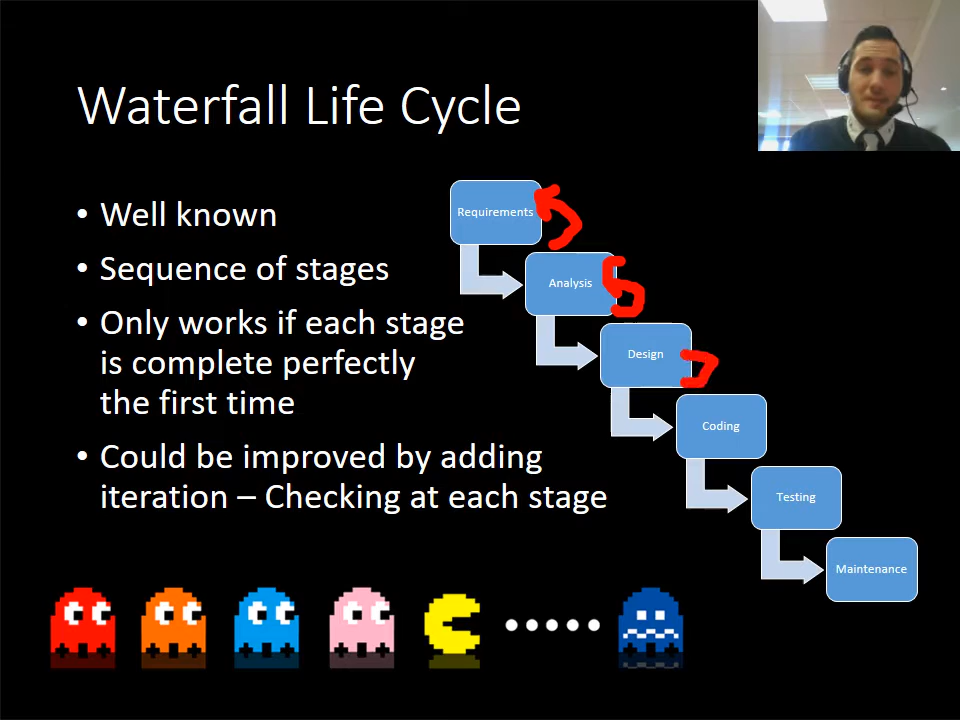 Waterfall Life Cycle
• Well known
• Sequence of stages
• Only works if each stage
is complete perfectly
the first time
• Could be improved by adding
iteration – Checking at each stage
Requirements
Analysis
Design
Coding
Testing
Maintenance